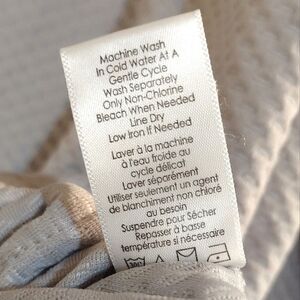 Machine Wash
In Cold Water At A
Gentle Cycle
Wash Separately
Only Non-Chlorine
Bleach When Needed
Line Dry
Low Iron If Needed
Laver à la machine
à l'eau froide au
cycle délicat
Laver séparément
Utiliser seulement un agent
de blanchiment non chloré
au besoin
Suspendre pour Sécher
Repasser à basse
température si nécessaire